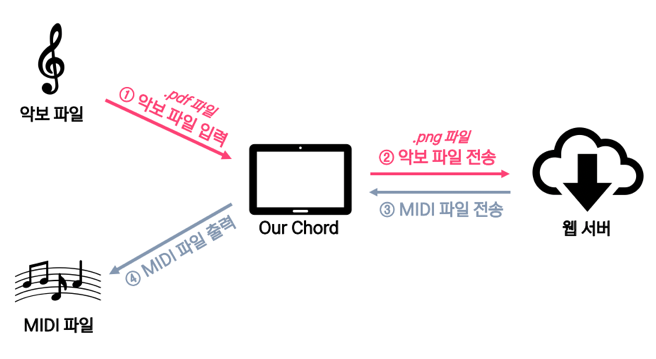 악보 파일
.pdf 파일
① 악보 파일 입력
Our Chord
.png 파일
② 악보 파일 전송
③ MIDI 파일 전송
웹 서버
④ MIDI 파일 출력
MIDI 파일